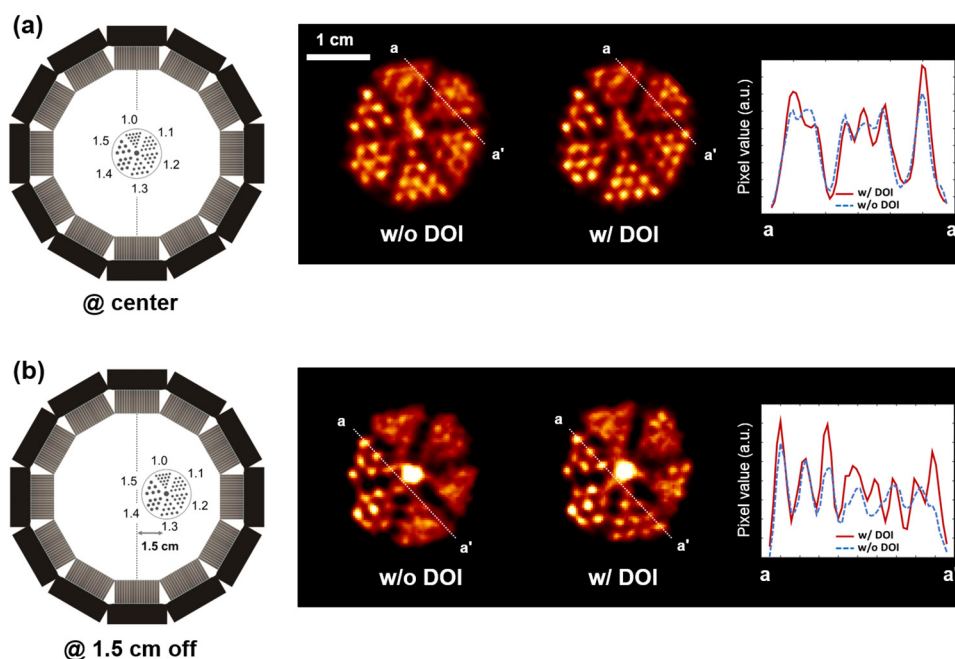 (a)
1.0
1.1
1.5
1.2
1.4
1.3
@ center
1 cm
a
a'
w/o DOI
a
a'
w/ DOI
Pixel value (a.u.)
w/ DOI
w/o DOI
a
a'
(b)
1.0
1.1
1.5
1.2
1.4
1.3
1.5 cm
@ 1.5 cm off
a
a'
w/o DOI
a
a'
w/ DOI
Pixel value (a.u.)
w/ DOI
w/o DOI
a
a'